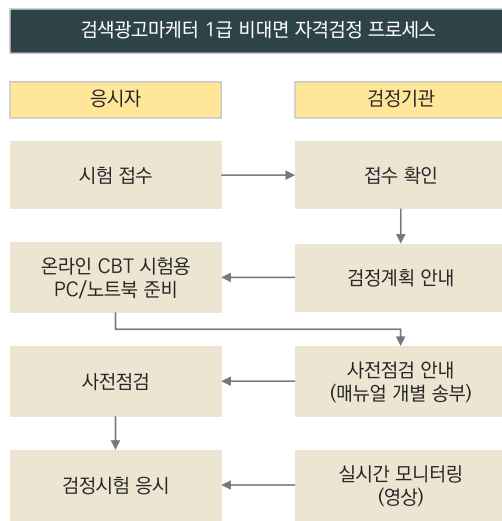 검색광고마케터 1급 비대면 자격검정 프로세스
응시자
검정기관
시험 접수
접수 확인
온라인 CBT 시험용
PC/노트북 준비
검정계획 안내
사전점검
사전점검 안내
(매뉴얼 개별 송부)
검정시험 응시
실시간 모니터링
(영상)